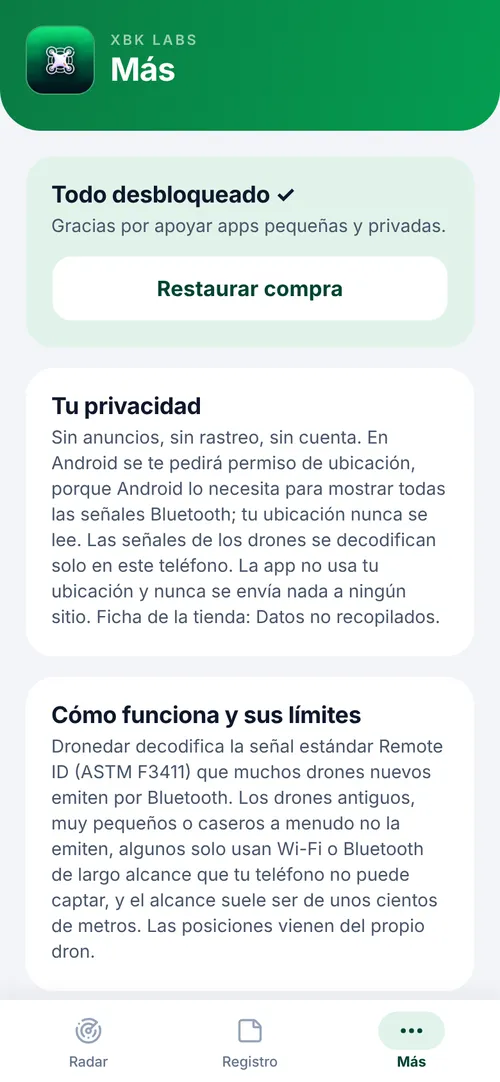 XBK LABS
Más
Todo desbloqueado ✓
Gracias por apoyar apps pequeñas y privadas.
Restaurar compra
Tu privacidad
Sin anuncios, sin rastreo, sin cuenta. En
Android se te pedirá permiso de ubicación,
porque Android lo necesita para mostrar todas
las señales Bluetooth; tu ubicación nunca se
lee. Las señales de los drones se decodifican
solo en este teléfono. La app no usa tu
ubicación y nunca se envía nada a ningún
sitio. Ficha de la tienda: Datos no recopilados.
Cómo funciona y sus límites
Dronedar decodifica la señal estándar Remote
ID (ASTM F3411) que muchos drones nuevos
emiten por Bluetooth. Los drones antiguos,
muy pequeños o caseros a menudo no la
emiten, algunos solo usan Wi-Fi o Bluetooth
de largo alcance que tu teléfono no puede
captar, y el alcance suele ser de unos cientos
de metros. Las posiciones vienen del propio
dron.
Radar
Registro
Más